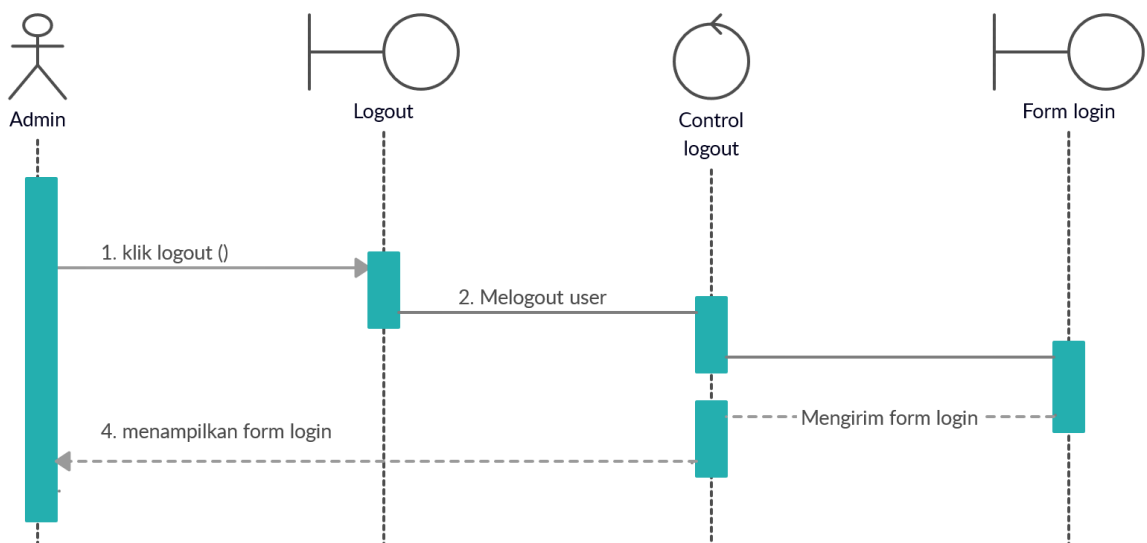 Admin
Logout
Control
logout
Form login
1. klik logout ()
2. Melogout user
Mengirim form login
4. menampilkan form login